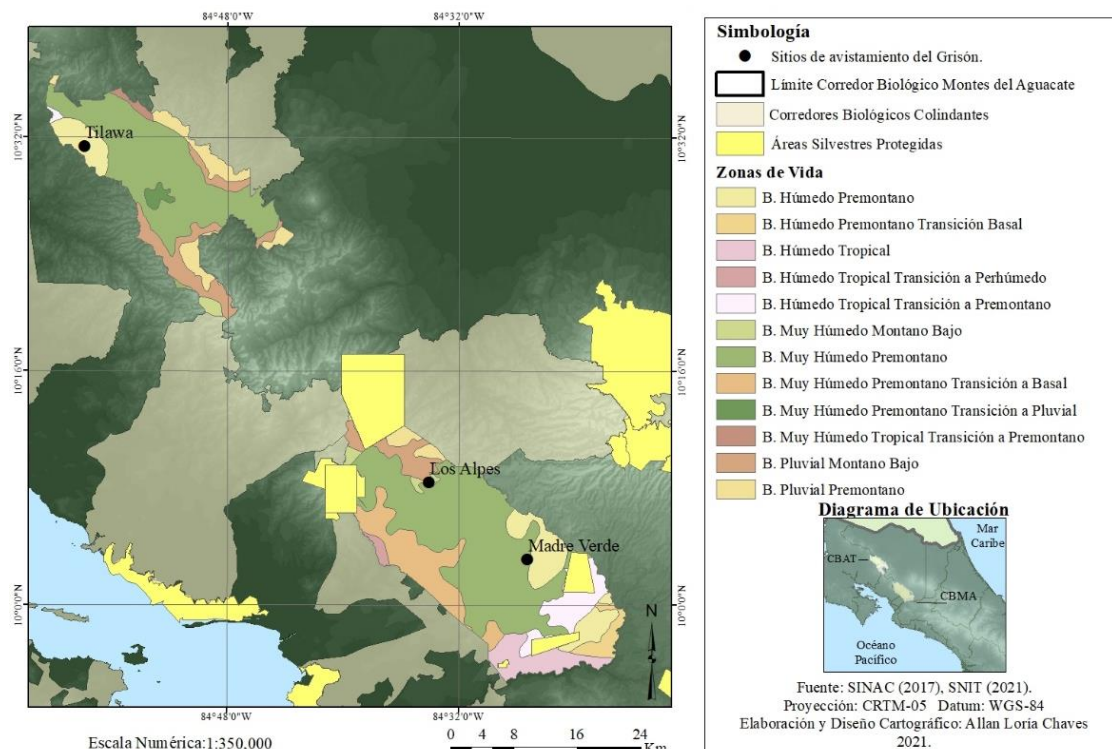 84°48'0"W
84°32'0"W
10°32'0"N
10°32'0"N
Tilawa
10°16'0"N
10°16'0"N
Los Alpes
Madre Verde
10°0'0"N
10°0'0"N
N
84°48'0"W
84°32'0"W
Escala Numérica:1:350,000
0 4 8 16 24
Km
Simbología
Sitios de avistamiento del Grisón.
Límite Corredor Biológico Montes del Aguacate
Corredores Biológicos Colindantes
Áreas Silvestres Protegidas
Zonas de Vida
B. Húmedo Premontano
B. Húmedo Premontano Transición Basal
B. Húmedo Tropical
B. Húmedo Tropical Transición a Perhúmedo
B. Húmedo Tropical Transición a Premontano
B. Muy Húmedo Montano Bajo
B. Muy Húmedo Premontano
B. Muy Húmedo Premontano Transición a Basal
B. Muy Húmedo Premontano Transición a Pluvial
B. Muy Húmedo Tropical Transición a Premontano
B. Pluvial Montano Bajo
B. Pluvial Premontano
Diagrama de Ubicación
Mar
Caribe
CBAT
CBMA
Océano
Pacífico
Fuente: SINAC (2017), SNIT (2021).
Proyección: CRTM-05 Datum: WGS-84
Elaboración y Diseño Cartográfico: Allan Loría Chaves
2021.